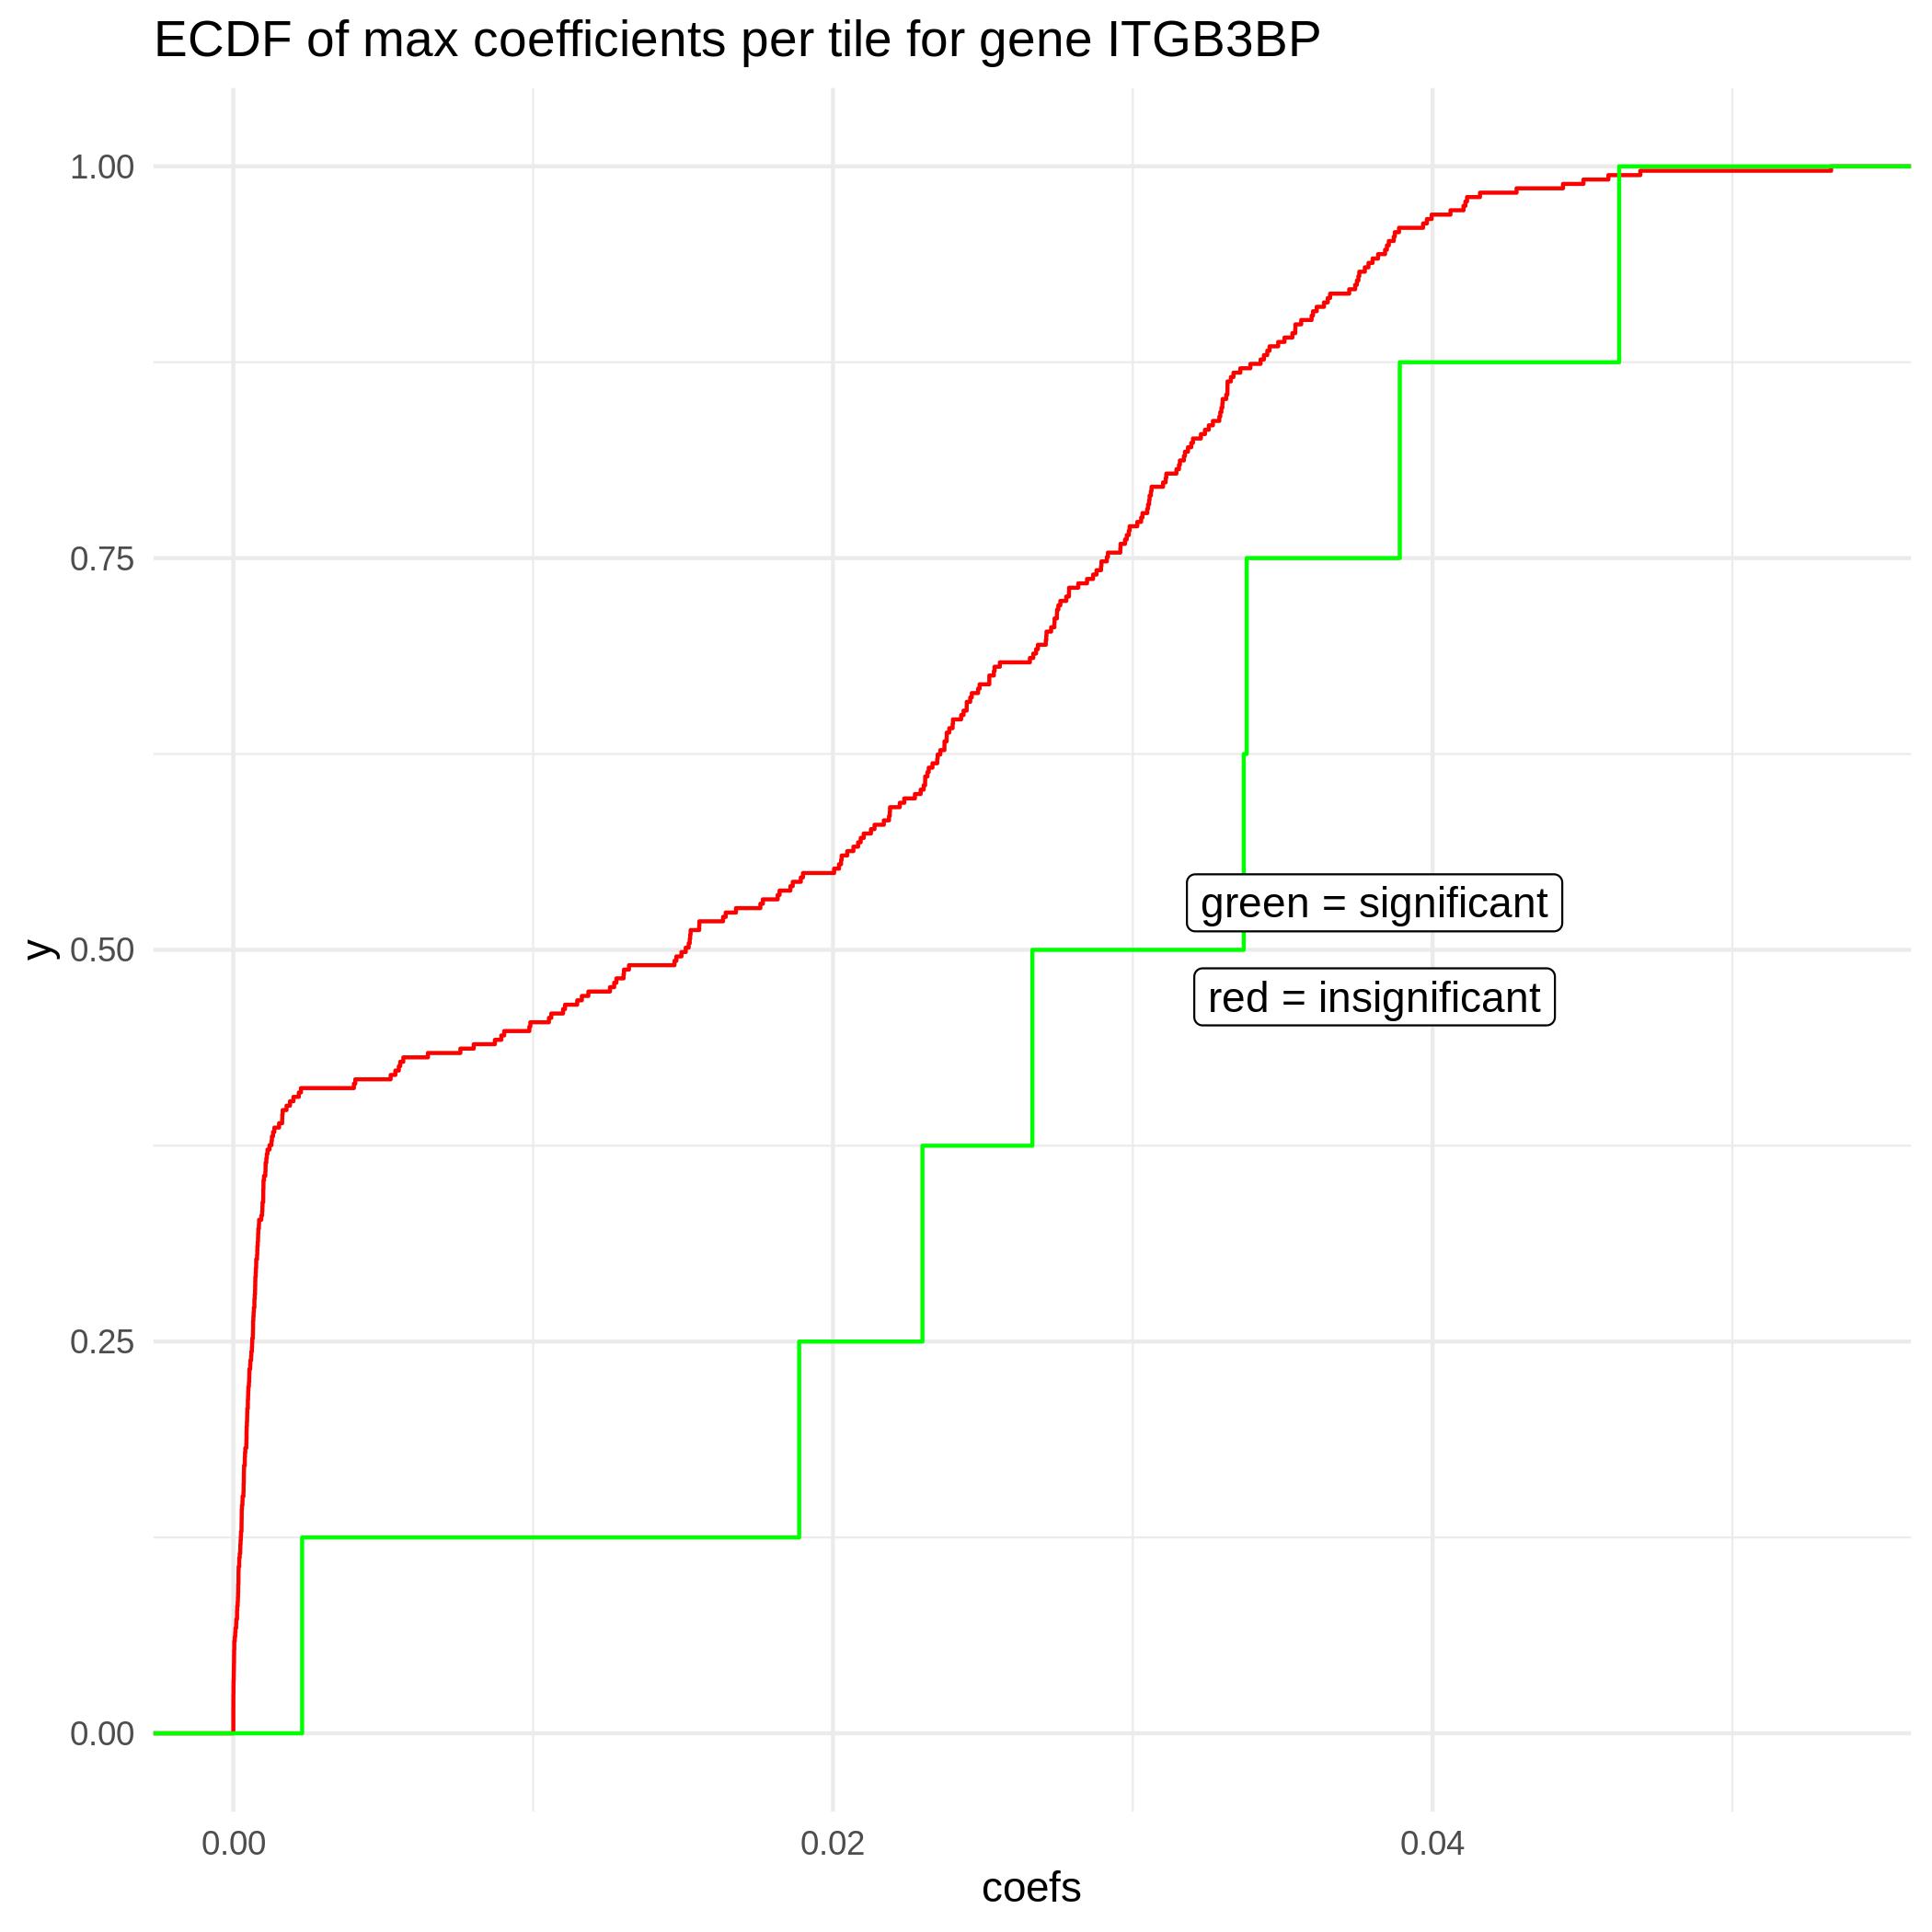 ECDF of max coefficients per tile for gene ITGB3BP
1.00
0.75
0.50
0.25
0.00
y
green = significant
red = insignificant
0.00
0.02
0.04
coefs